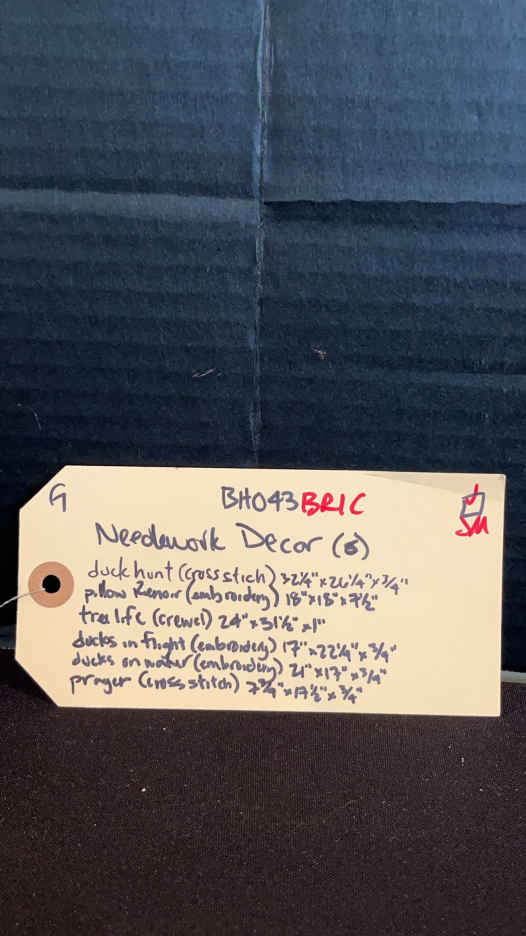 G BH043BRIC SM
Needlework Decor (6)
duck hunt (cross stich) 32¼"x26¼"x¾"
pillow Renoir (embroidery) 18"x18"x7½"
tree life (crewel) 24"x31½"x1"
ducks in flight (embroidery) 17"x22¼"x¾"
ducks on water (embroidery) 21"x17"x¾"
prayer (cross stitch) 7¾"x17½"x¾"